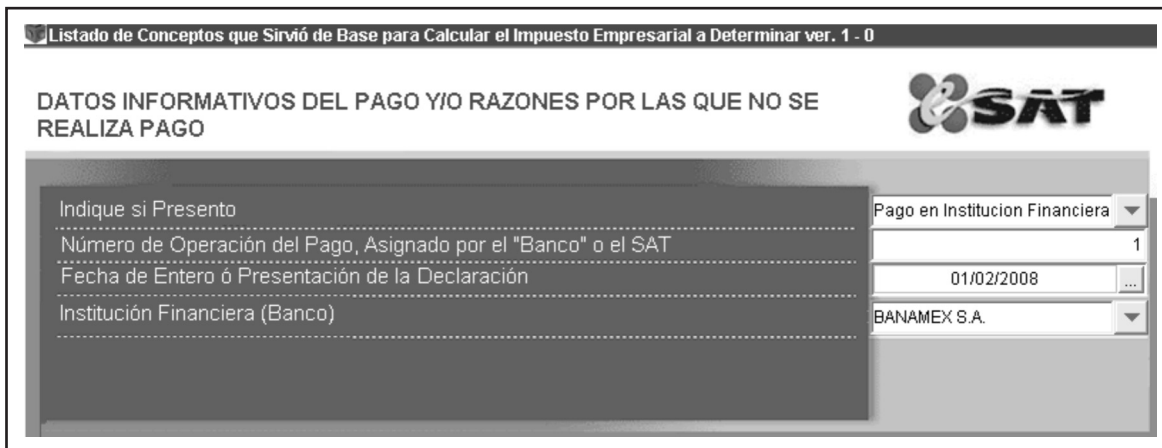 Listado de Conceptos que Sirvió de Base para Calcular el Impuesto Empresarial a Determinar ver. 1 - 0
DATOS INFORMATIVOS DEL PAGO Y/O RAZONES POR LAS QUE NO SE
REALIZA PAGO
SAT
Indique si Presento
Pago en Institucion Financiera
Número de Operación del Pago, Asignado por el "Banco" o el SAT
1
Fecha de Entero ó Presentación de la Declaración
01/02/2008
...
Institución Financiera (Banco)
BANAMEX S.A.